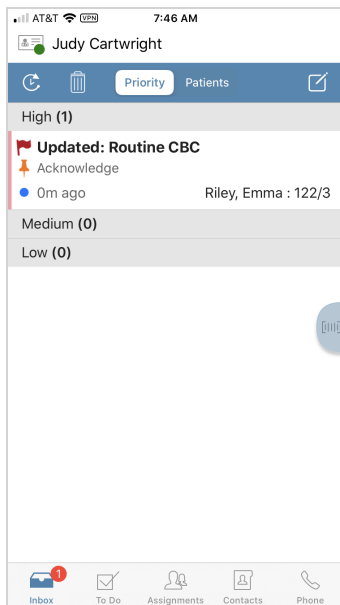 AT&T VPN 7:46 AM
Judy Cartwright
Priority Patients
High (1)
Updated: Routine CBC
Acknowledge
0m ago Riley, Emma : 122/3
Medium (0)
Low (0)
1
Inbox To Do Assignments Contacts Phone